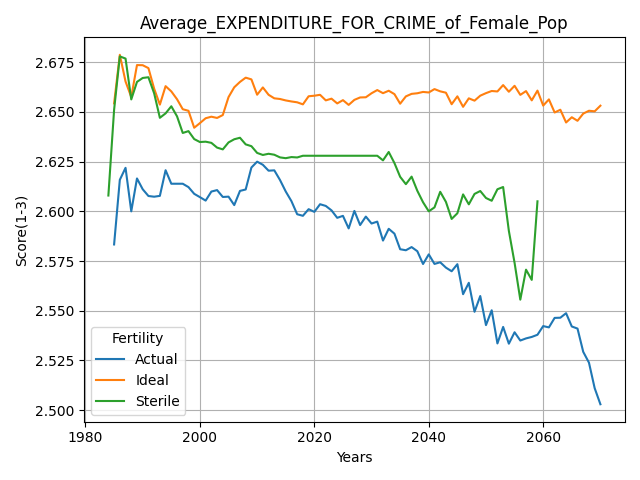 Average_EXPENDITURE_FOR_CRIME_of_Female_Pop
Score(1-3)
2.675
2.650
2.625
2.600
2.575
2.550
2.525
2.500
Fertility
Actual
Ideal
Sterile
1980
2000
2020
2040
2060
Years